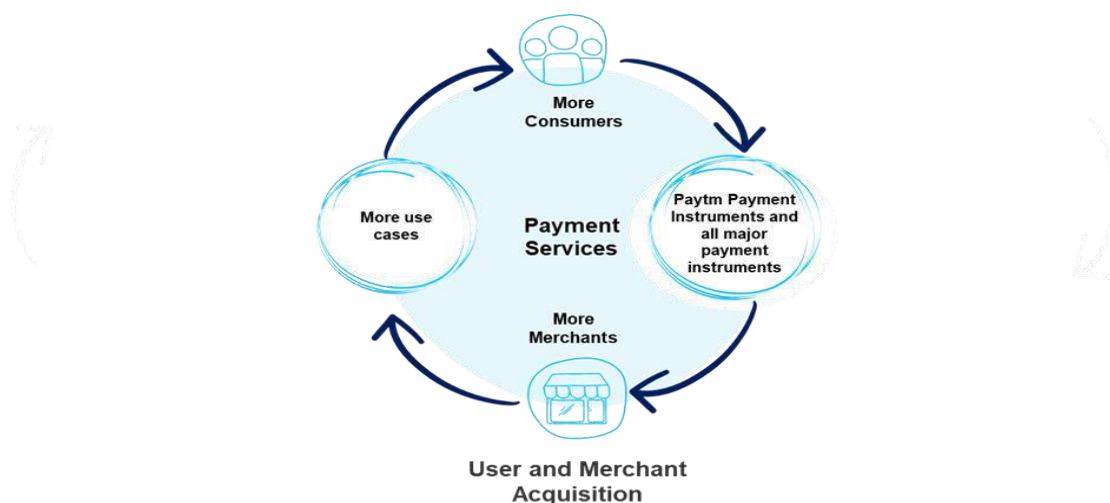 More
Consumers
More use
cases
Payment
Services
Paytm Payment
Instruments and
all major
payment
instruments
More
Merchants
User and Merchant
Acquisition